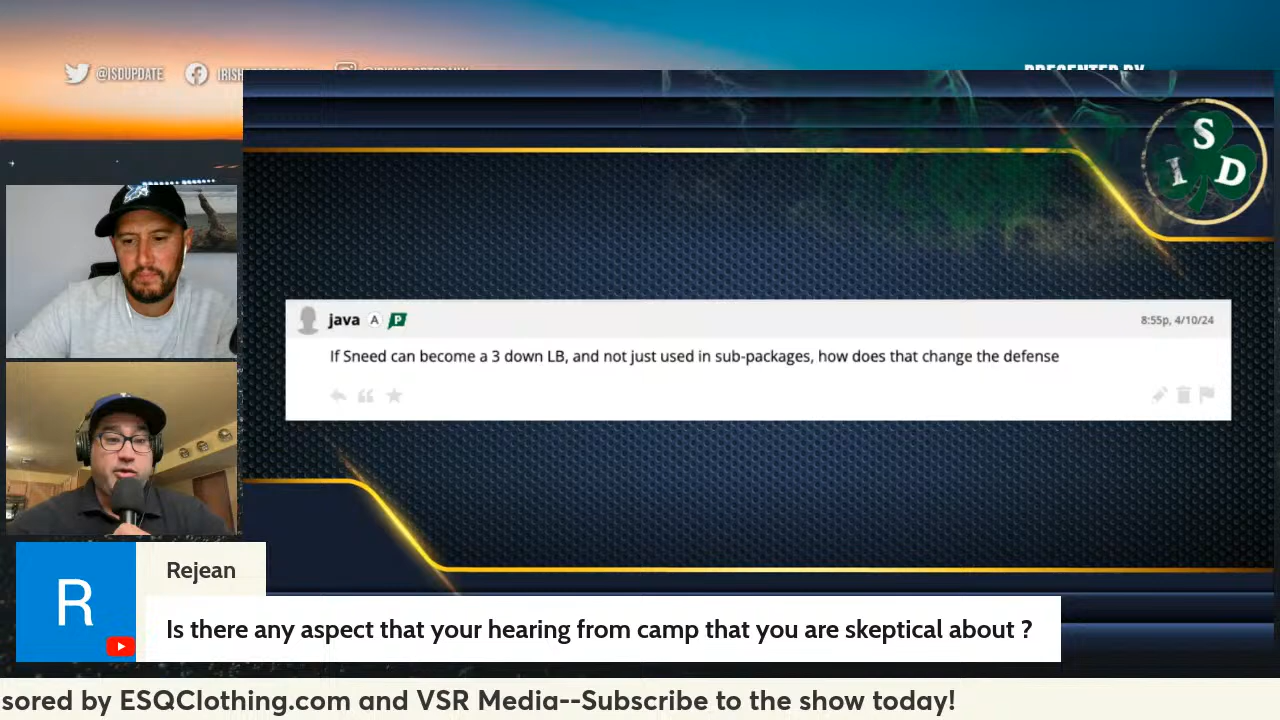 @ISDUPDATE
PRESENTED BY
I S D
java A P
8:55p, 4/10/24
If Sneed can become a 3 down LB, and not just used in sub-packages, how does that change the defense
R
Rejean
Is there any aspect that your hearing from camp that you are skeptical about ?
sored by ESQClothing.com and VSR Media--Subscribe to the show today!